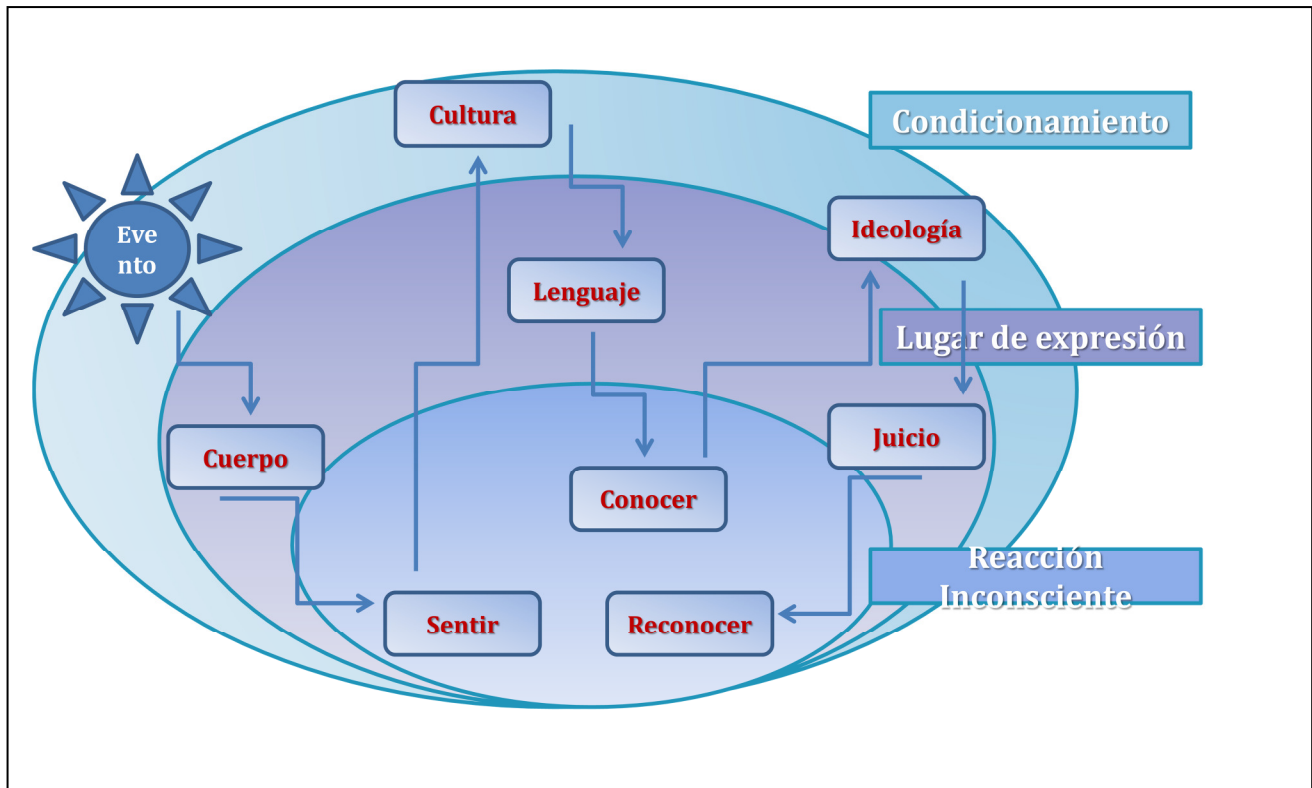 Cultura
Condicionamiento
Eve
nto
Ideología
Lenguaje
Lugar de expresión
Cuerpo
Juicio
Conocer
Reacción
Inconsciente
Sentir
Reconocer